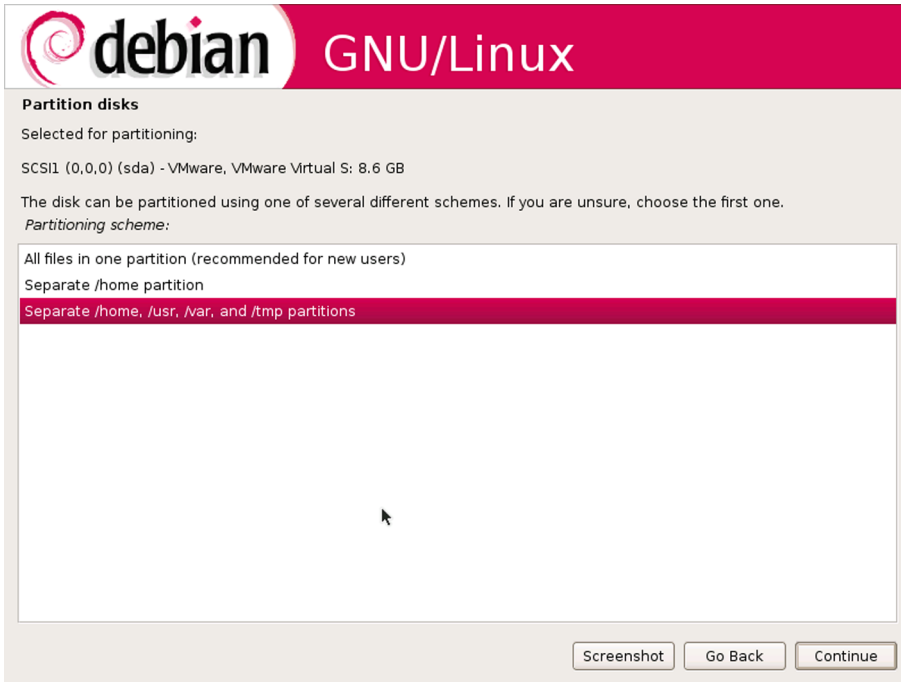 debian GNU/Linux
Partition disks
Selected for partitioning:
SCSI1 (0,0,0) (sda) - VMware, VMware Virtual S: 8.6 GB
The disk can be partitioned using one of several different schemes. If you are unsure, choose the first one.
Partitioning scheme:
All files in one partition (recommended for new users)
Separate /home partition
Separate /home, /usr, /var, and /tmp partitions
Screenshot Go Back Continue